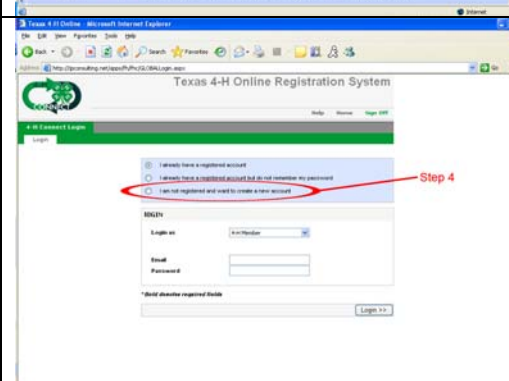 Internet
Texas 4-H Online - Microsoft Internet Explorer
File Edit View Favorites Tools Help
Back Search Favorites
Address
Go
Texas 4-H Online Registration System
CONNECT
Help Home Sign Off
4-H Connect Login
Login
I already have a registered account
I already have a registered account but do not remember my password
I am not registered and want to create a new account
Step 4
LOGIN
Login as 4-H Member
Email
Password
*Bold denotes required fields
Login >>